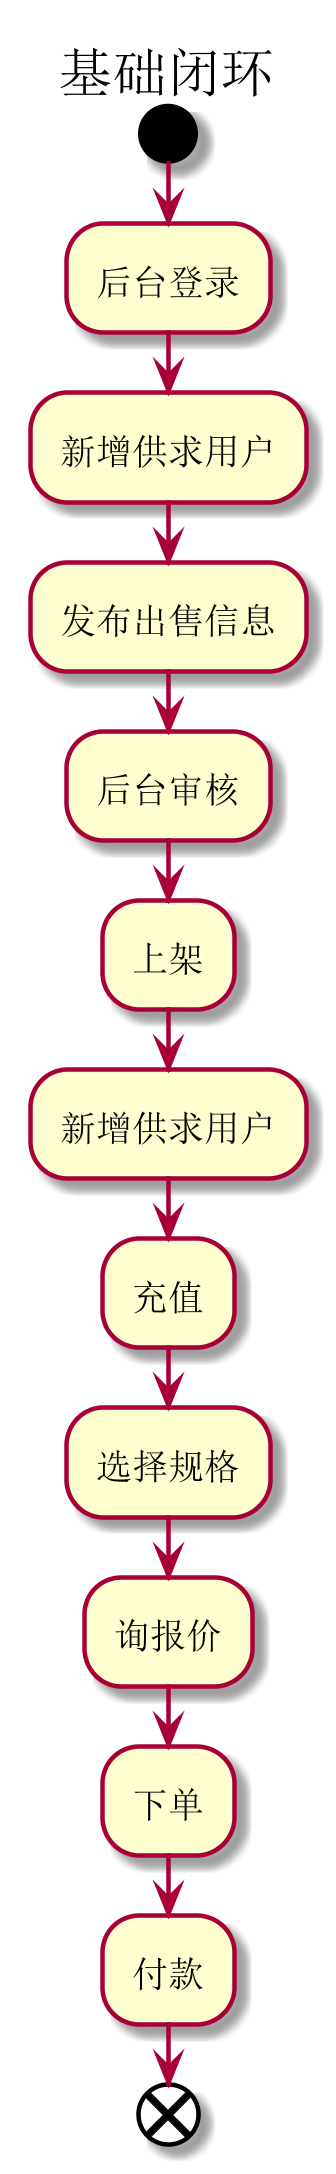 基础闭环
后台登录
新增供求用户
发布出售信息
后台审核
上架
新增供求用户
充值
选择规格
询报价
下单
付款